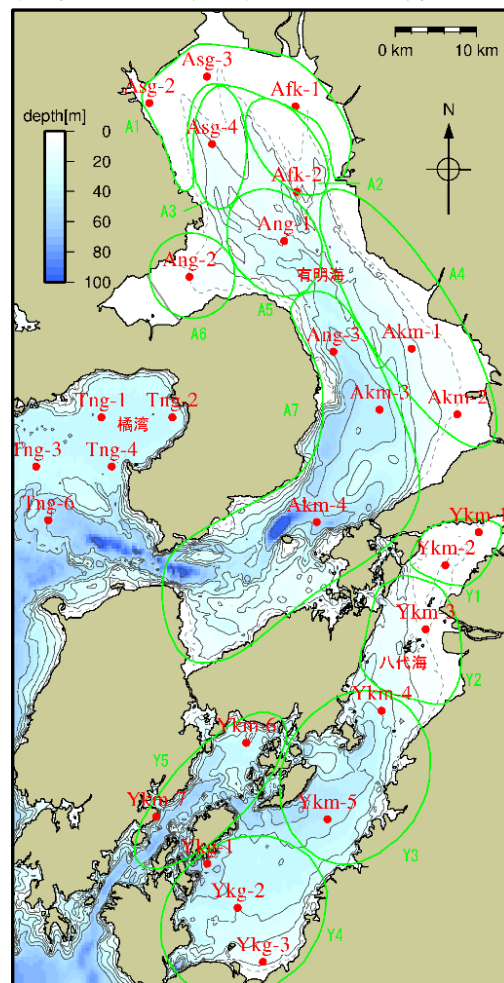 0 km 10 km
Asg-3
Asg-2
Afk-1
depth[m]
N
A1
0
20
40
60
80
100
Asg-4
Afk-2
A2
A3
Ang-1
A4
Ang-2
有明海
A5
A6
Ang-3
Akm-1
Tng-1
Tng-2
橘湾
A7
Akm-3
Akm-2
Tng-3
Tng-4
Tng-6
Akm-4
Ykm-2
Y1
Ykm-3
八代海
Y2
Ykm-4
Ykm-6
Y5
Ykm-7
Ykm-5
Ykg-1
Y3
Ykg-2
Y4
Ykg-3